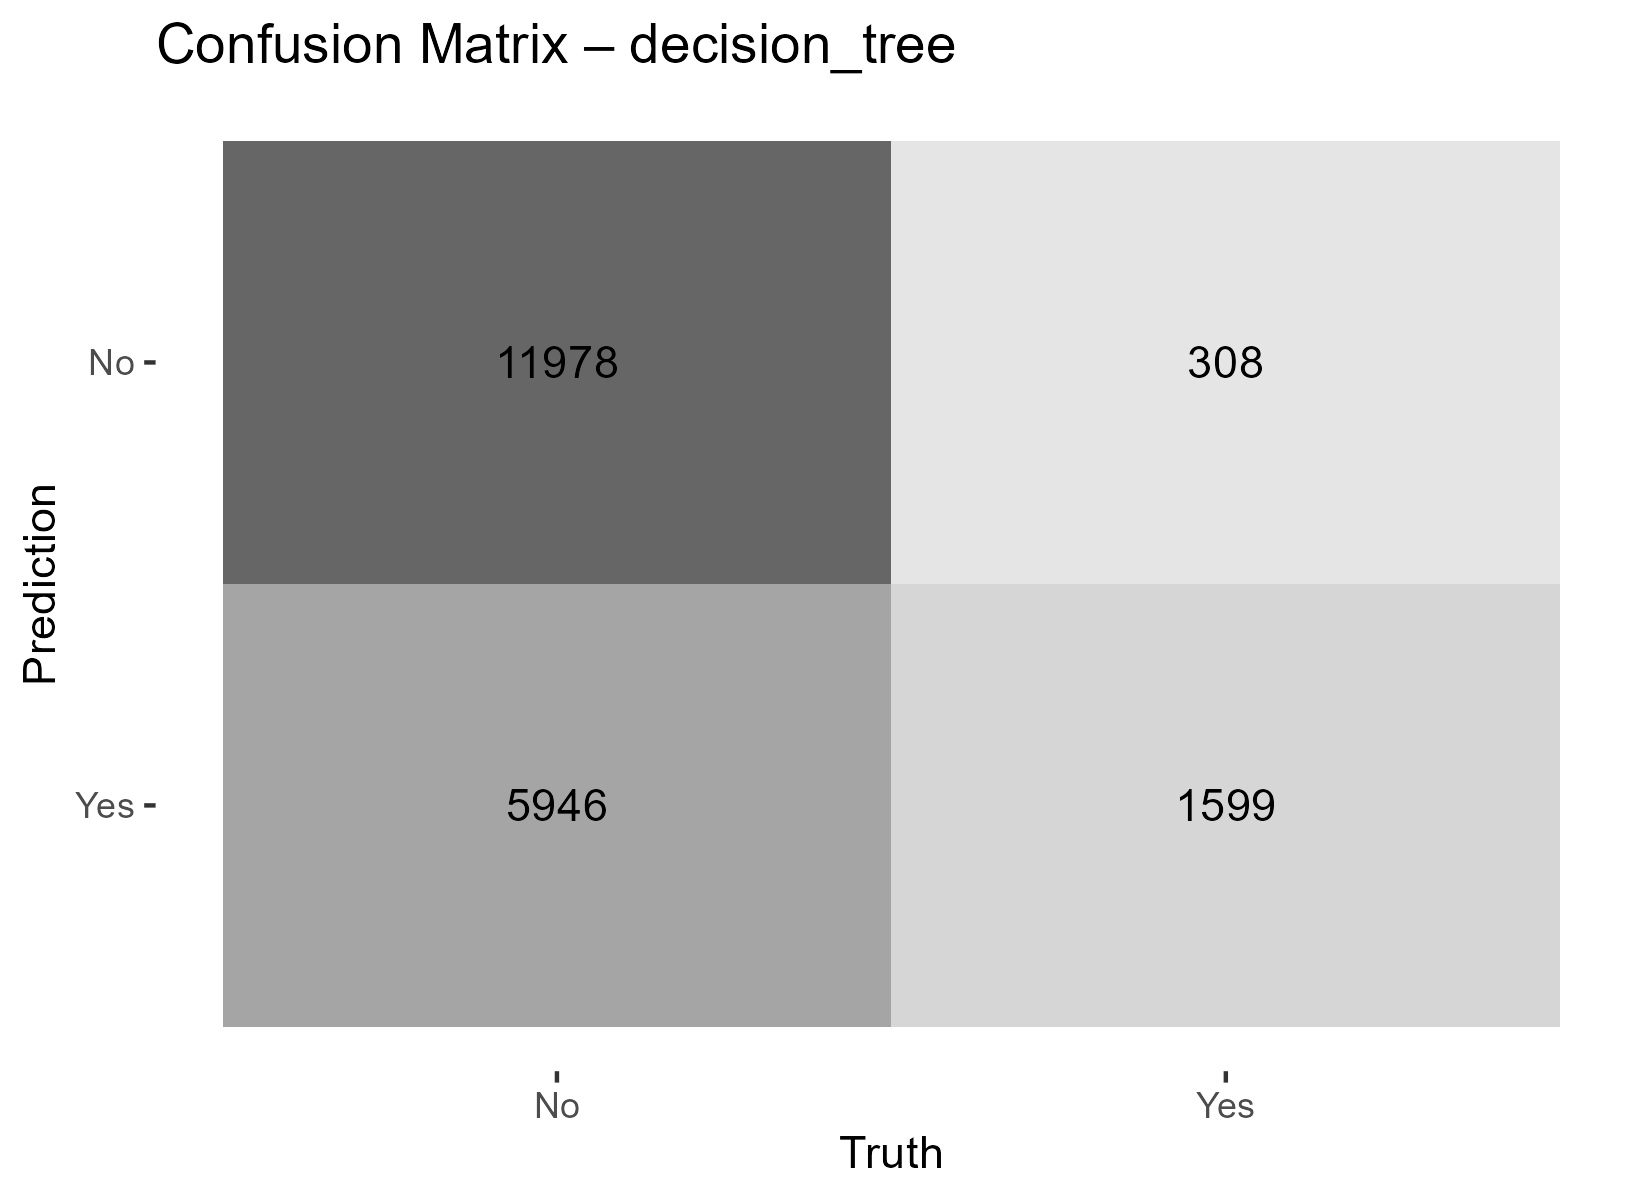 Confusion Matrix – decision_tree
No
11978
308
Prediction
Yes
5946
1599
No
Yes
Truth